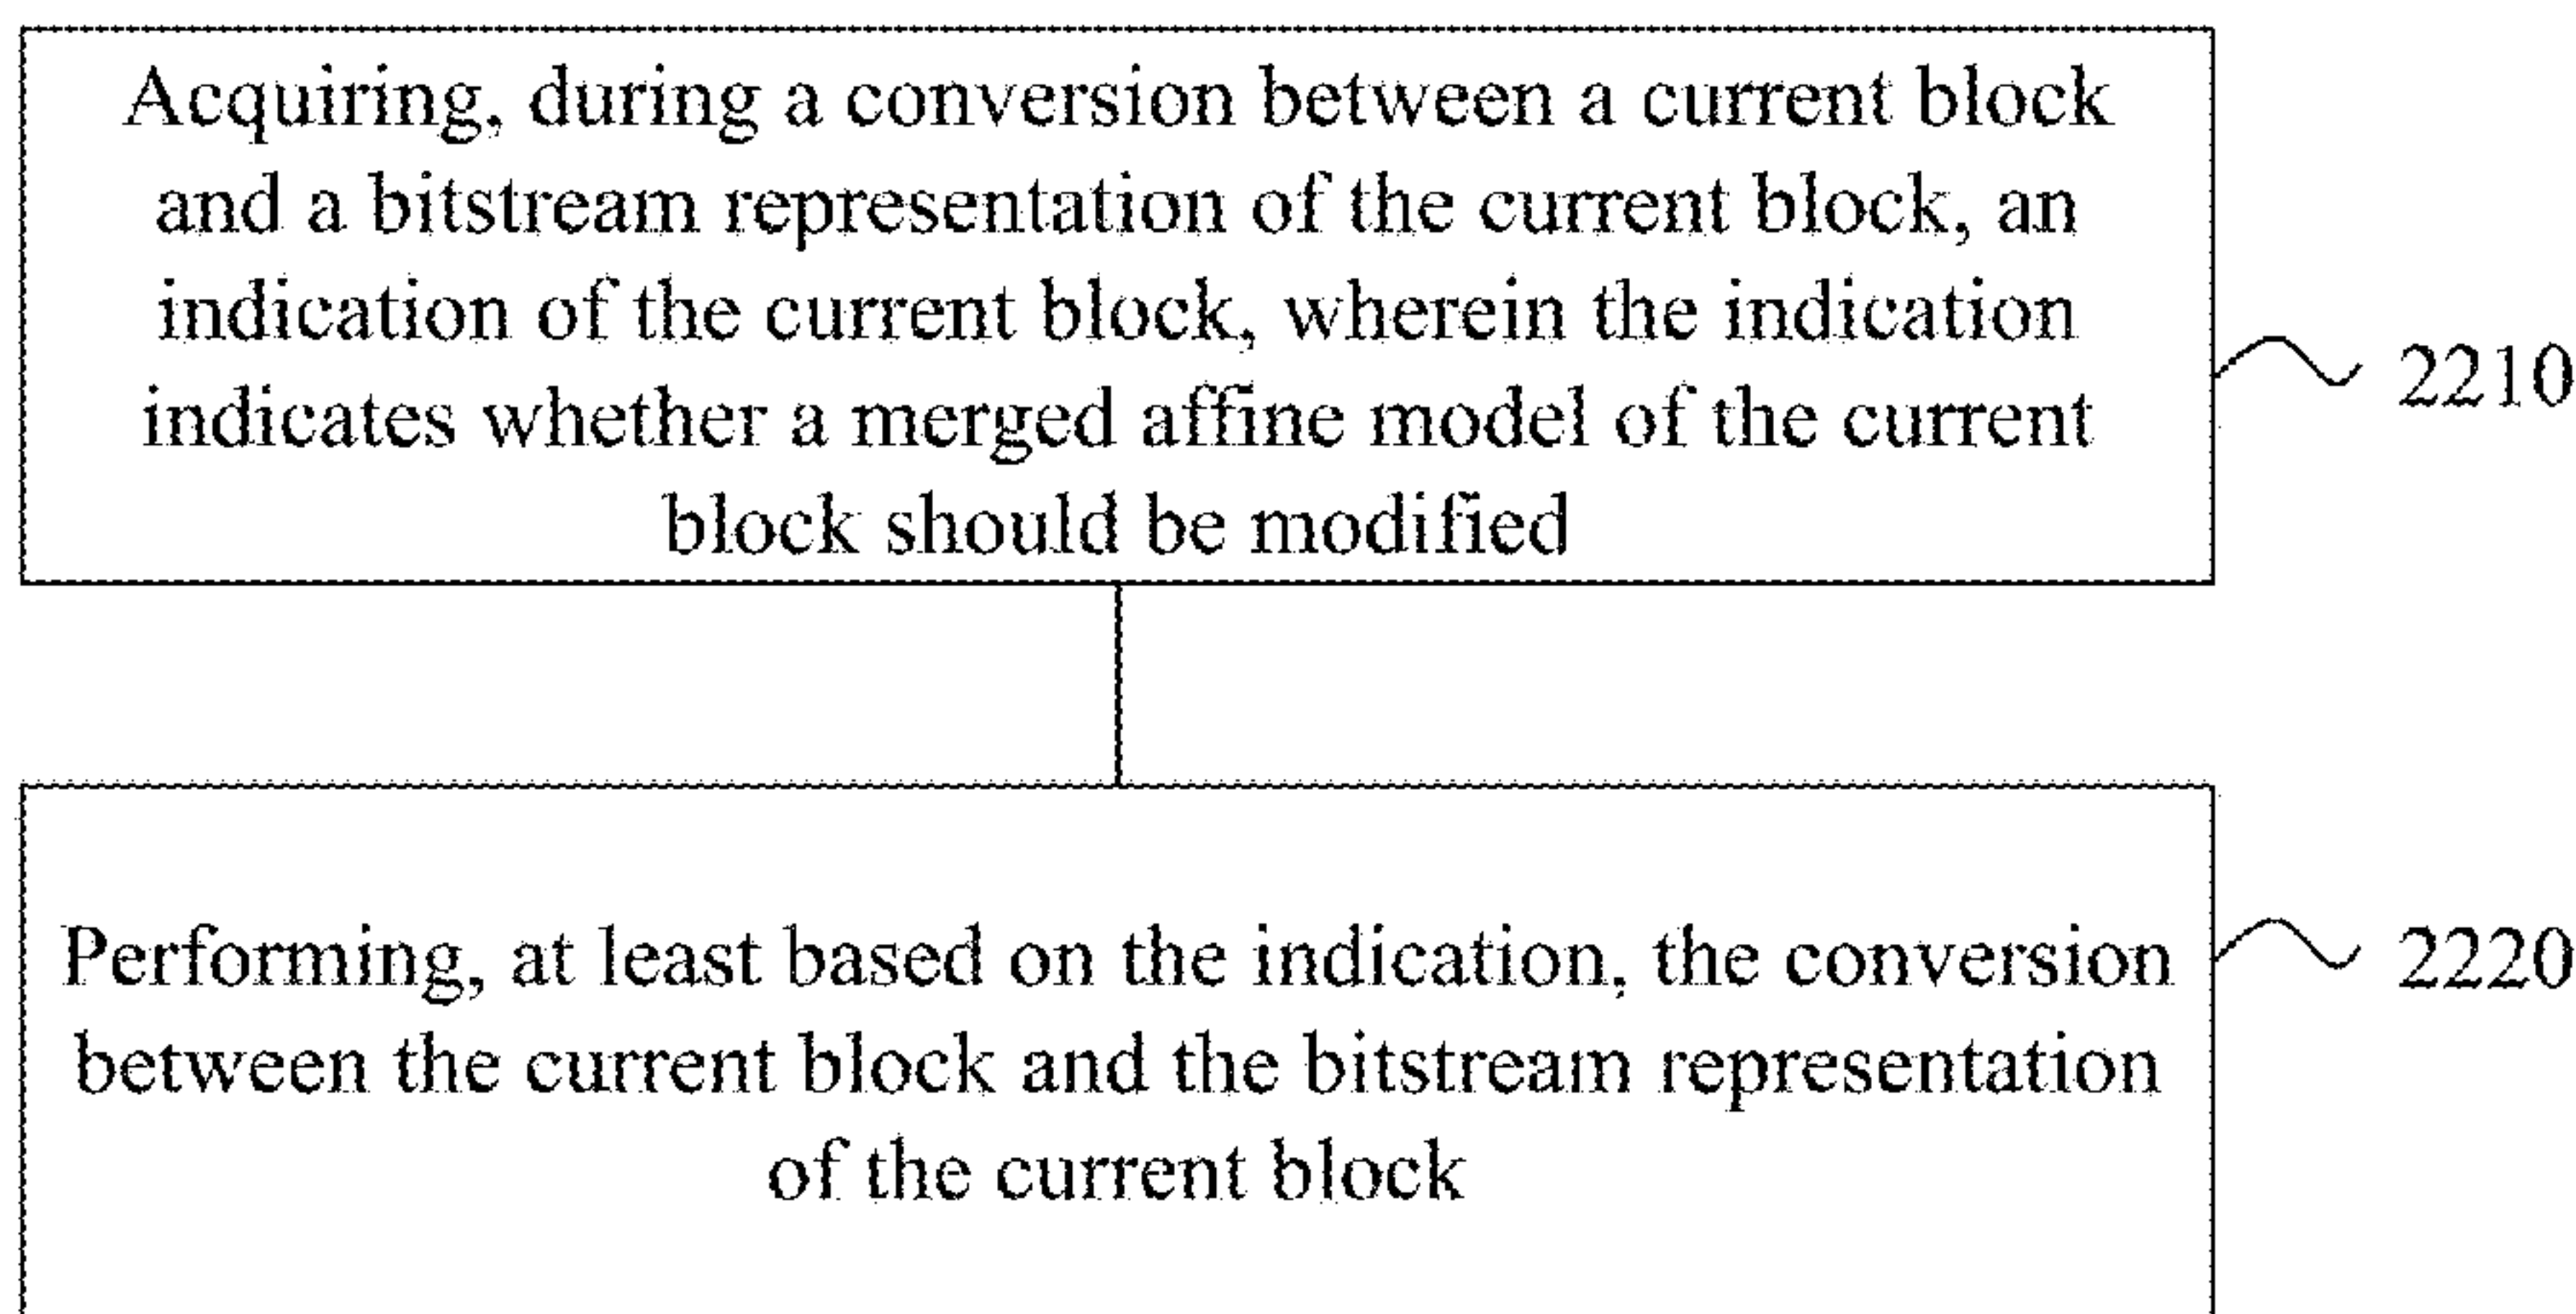 Acquiring, during a conversion between a current block
and a bitstream representation of the current block, an
indication of the current block, wherein the indication
indicates whether a merged affine model of the current
block should be modified
2210
Performing, at least based on the indication, the conversion
between the current block and the bitstream representation
of the current block
2220